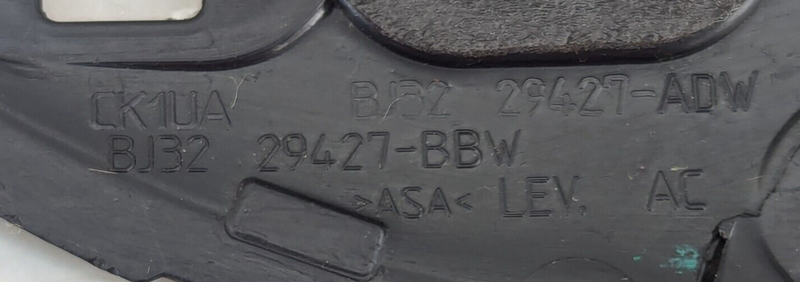 CK1UA BJ32 29427-ADW
BJ32 29427-BBW
>ASA< LEV. AC